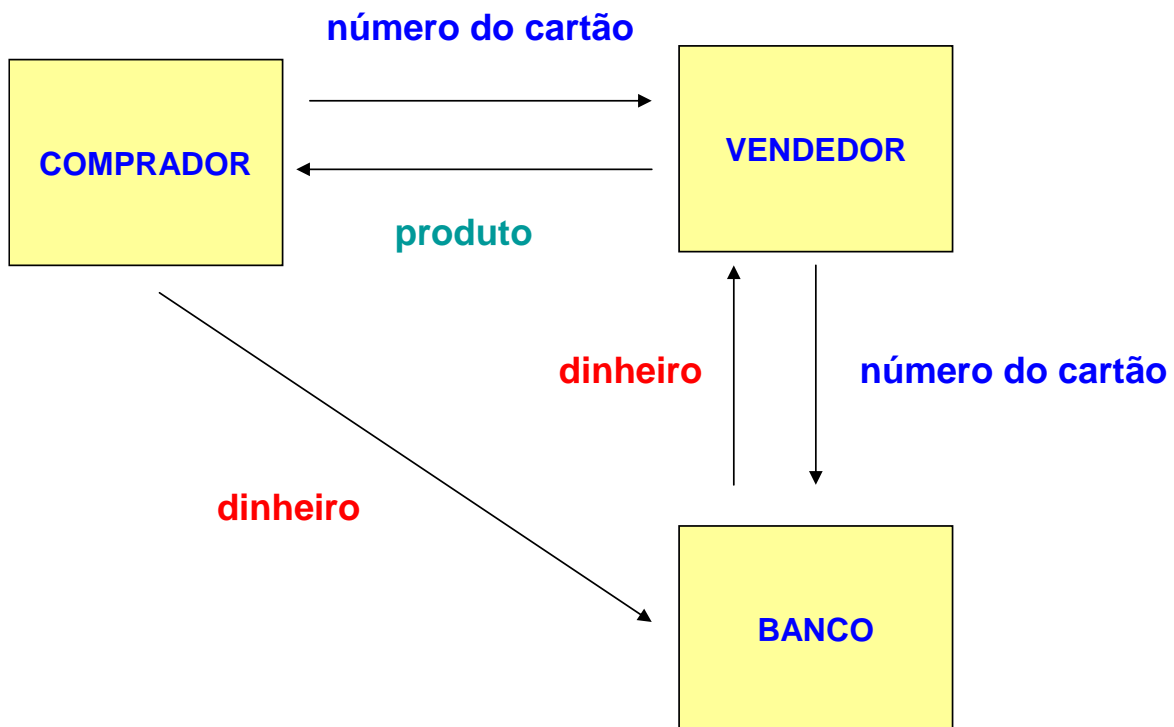 número do cartão
COMPRADOR
VENDEDOR
produto
dinheiro
número do cartão
dinheiro
BANCO